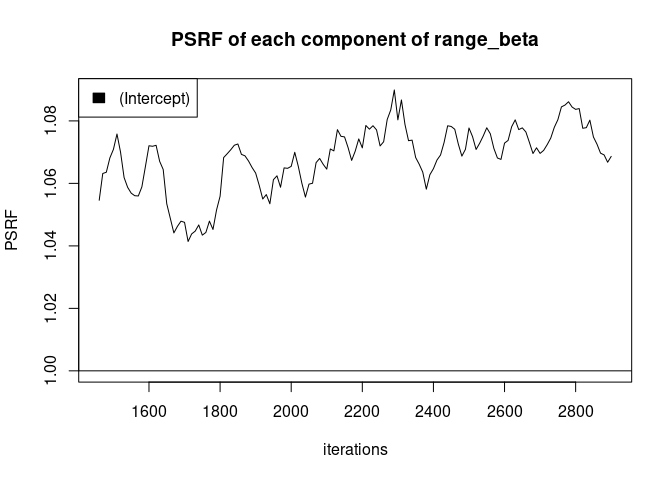 PSRF of each component of range_beta
(Intercept)
PSRF
1.08
1.06
1.04
1.02
1.00
1600 1800 2000 2200 2400 2600 2800
iterations